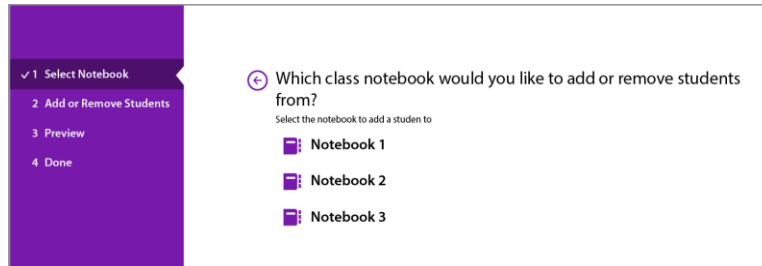 ✓ 1 Select Notebook
2 Add or Remove Students
3 Preview
4 Done
Which class notebook would you like to add or remove students
from?
Select the notebook to add a studen to
Notebook 1
Notebook 2
Notebook 3